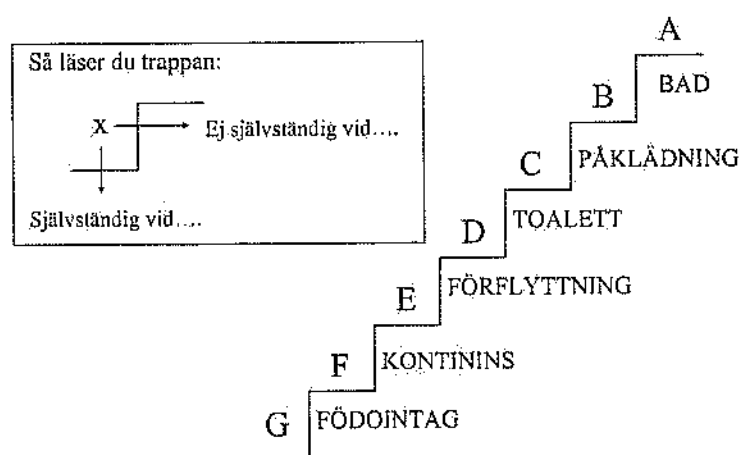 Så läser du trappan:
X
Ej självständig vid....
Självständig vid....
A
BAD
B
PÅKLÄDNING
C
TOALETT
D
FÖRFLYTTNING
E
KONTININS
F
G
FÖDOINTAG